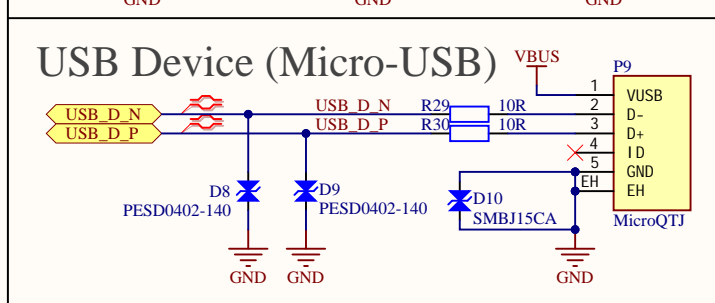 GND GND GND
USB Device (Micro-USB)
VBUS
P9
USB_D_N USB_D_N R29 10R
USB_D_P USB_D_P R30 10R
1 VUSB
2 D-
3 D+
4 ID
5 GND
EH EH
MicroQTJ
D8
PESD0402-140
D9
PESD0402-140
D10
SMBJ15CA
GND GND GND